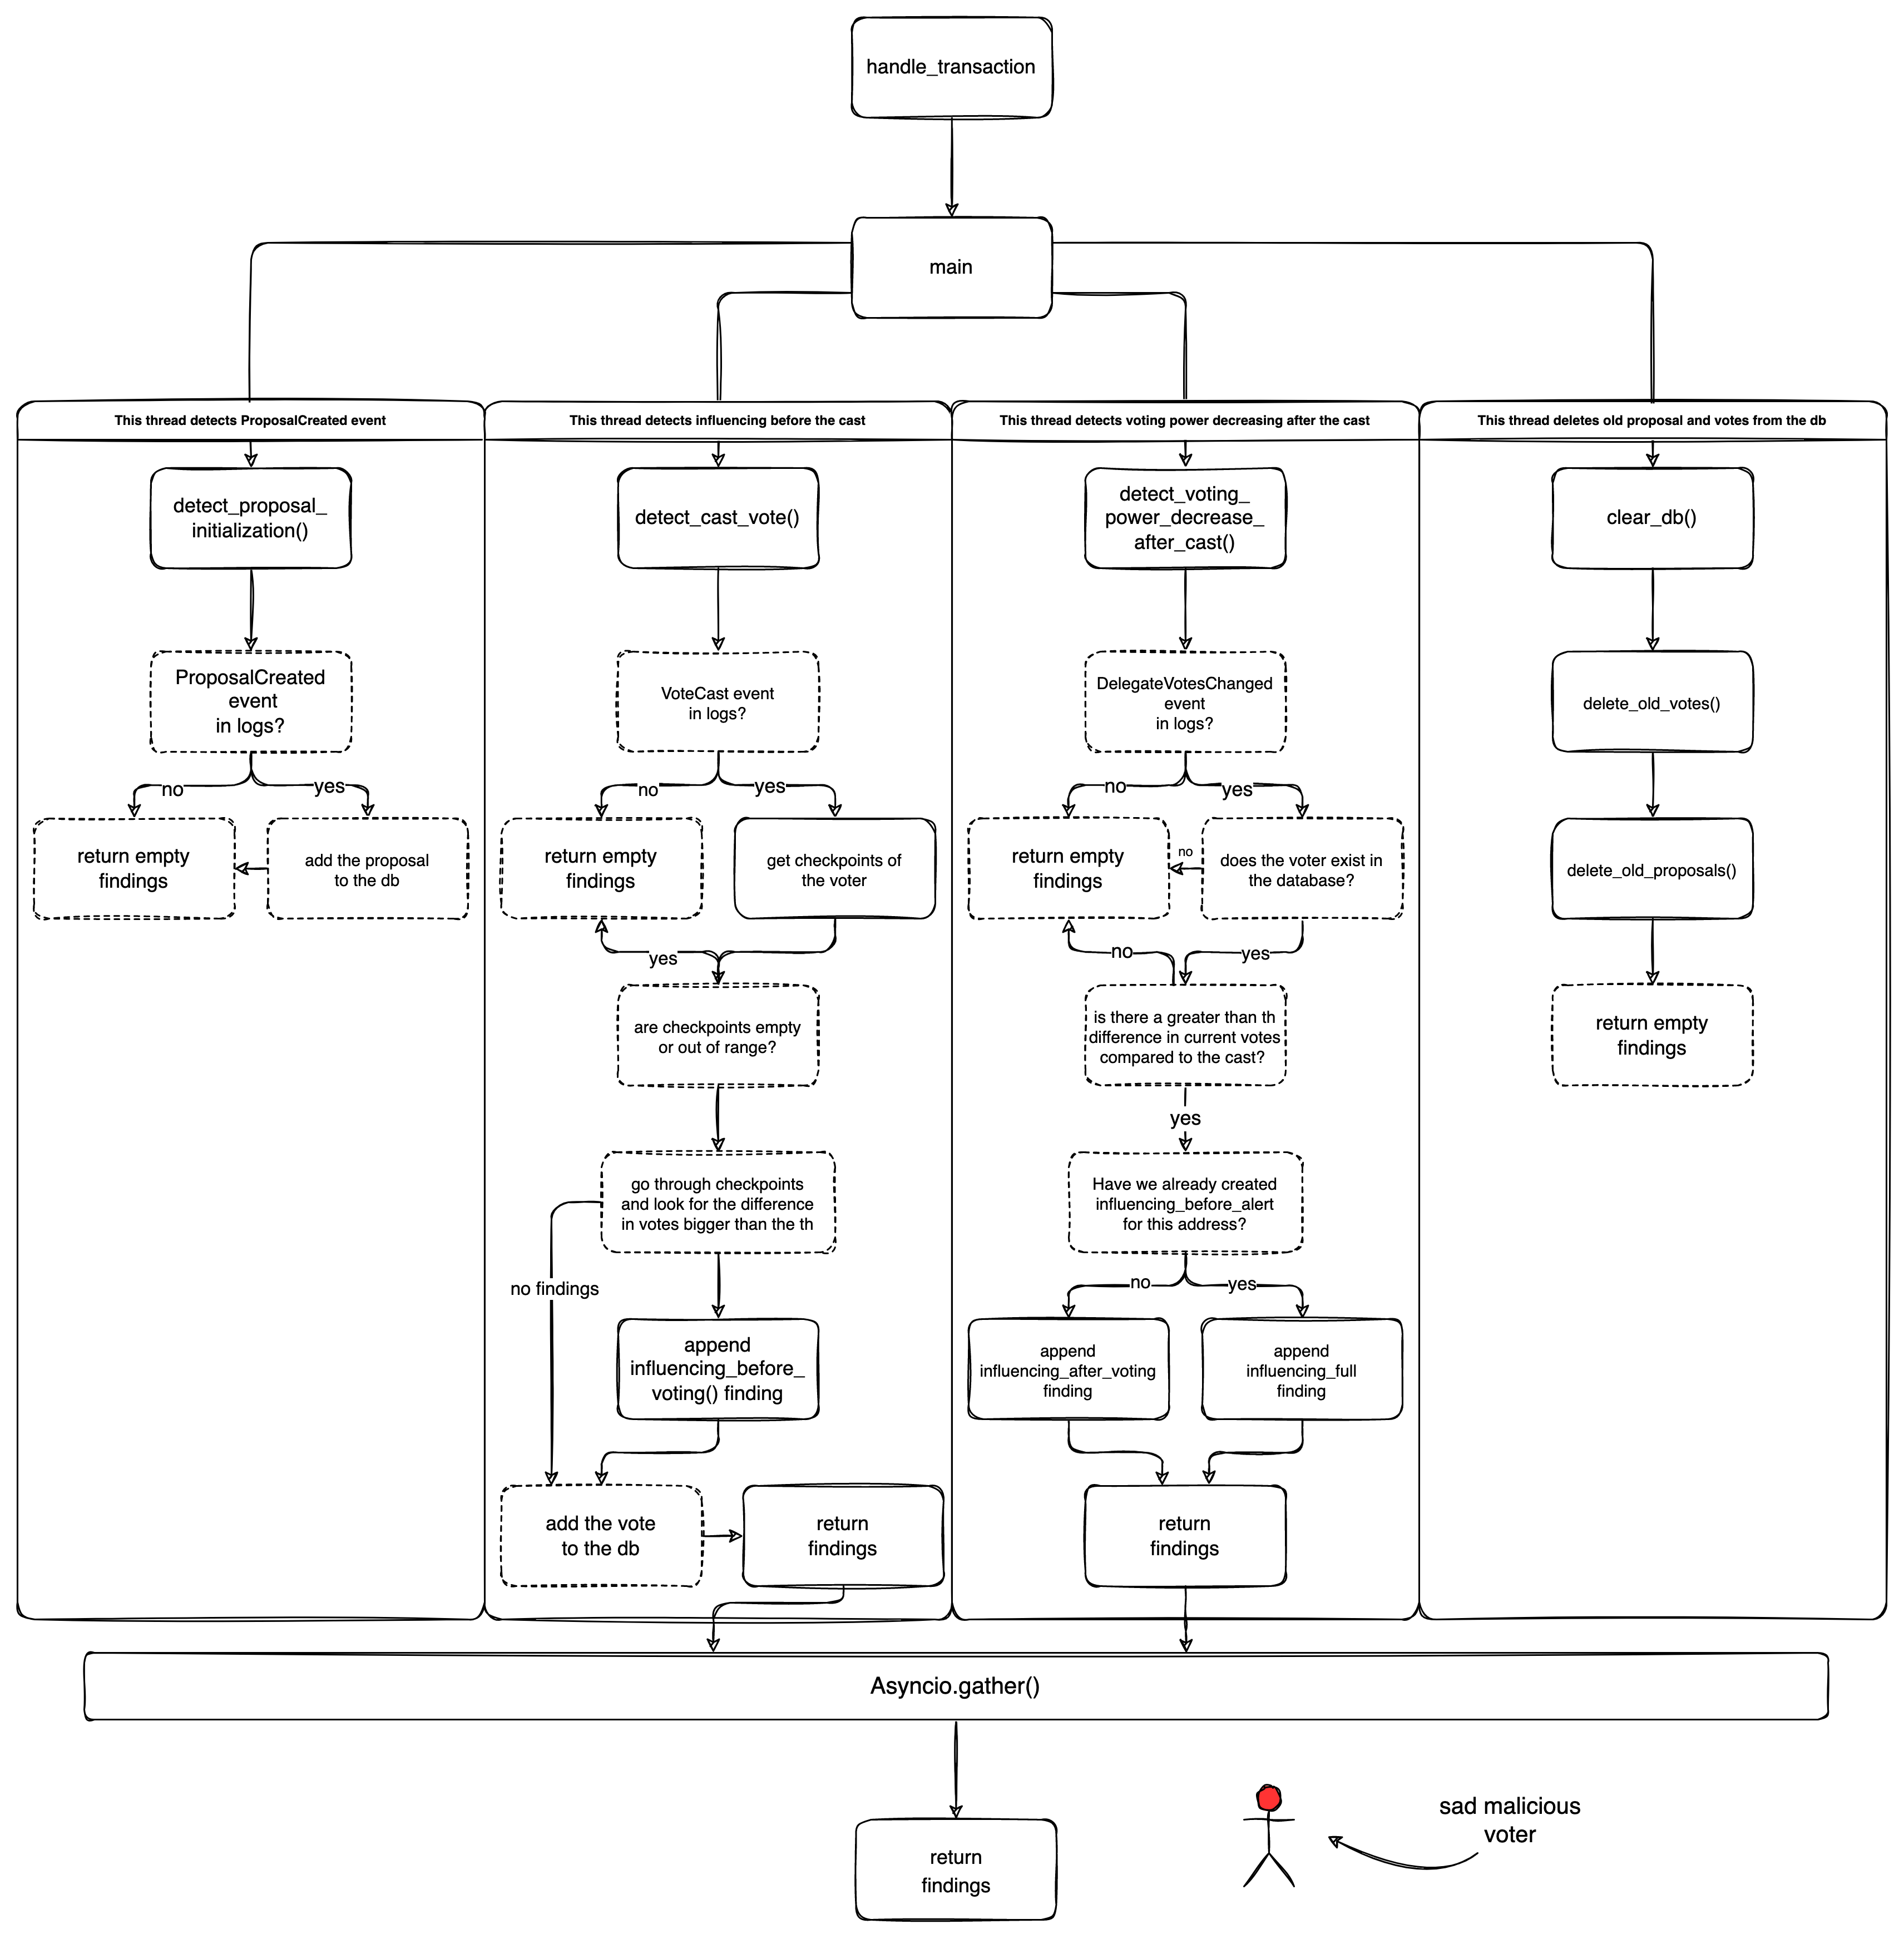 handle_transaction
main
This thread detects ProposalCreated event
detect_proposal_
initialization()
ProposalCreated
event
in logs?
no
yes
return empty
findings
add the proposal
to the db
This thread detects influencing before the cast
detect_cast_vote()
VoteCast event
in logs?
no
yes
return empty
findings
get checkpoints of
the voter
yes
are checkpoints empty
or out of range?
go through checkpoints
and look for the difference
in votes bigger than the th
no findings
append
influencing_before_
voting() finding
add the vote
to the db
return
findings
This thread detects voting power decreasing after the cast
detect_voting_
power_decrease_
after_cast()
DelegateVotesChanged
event
in logs?
no
yes
return empty
findings
no
does the voter exist in
the database?
no
yes
is there a greater than th
difference in current votes
compared to the cast?
yes
Have we already created
influencing_before_alert
for this address?
no
yes
append
influencing_after_voting
finding
append
influencing_full
finding
return
findings
This thread deletes old proposal and votes from the db
clear_db()
delete_old_votes()
delete_old_proposals()
return empty
findings
Asyncio.gather()
return
findings
sad malicious
voter